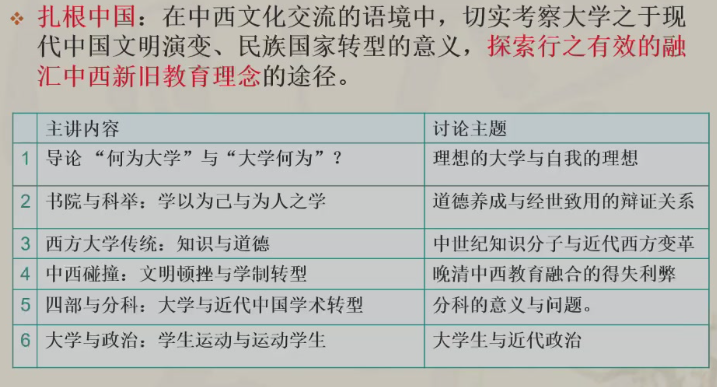 ❖ 扎根中国：在中西文化交流的语境中，切实考察大学之于现
代中国文明演变、民族国家转型的意义，探索行之有效的融
汇中西新旧教育理念的途径。
主讲内容 讨论主题
1 导论 “何为大学”与“大学何为”？ 理想的大学与自我的理想
2 书院与科举：学以为己与为人之学 道德养成与经世致用的辩证关系
3 西方大学传统：知识与道德 中世纪知识分子与近代西方变革
4 中西碰撞：文明顿挫与学制转型 晚清中西教育融合的得失利弊
5 四部与分科：大学与近代中国学术转型 分科的意义与问题。
6 大学与政治：学生运动与运动学生 大学生与近代政治